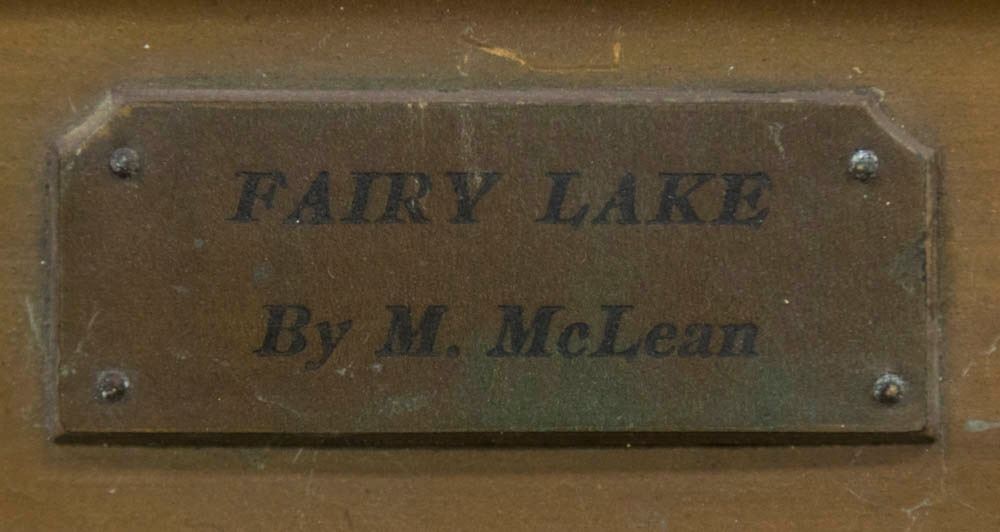 FAIRY LAKE
By M. McLean